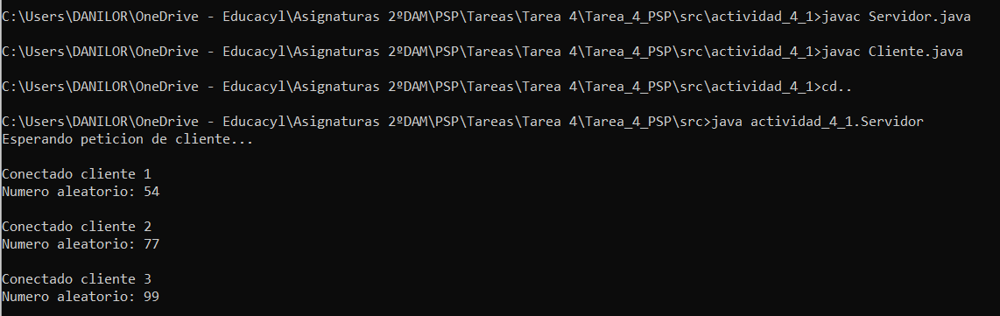 C:\Users\DANILOR\OneDrive - Educacyl\Asignaturas 2ºDAM\PSP\Tareas\Tarea 4\Tarea_4_PSP\src\actividad_4_1>javac Servidor.java
C:\Users\DANILOR\OneDrive - Educacyl\Asignaturas 2ºDAM\PSP\Tareas\Tarea 4\Tarea_4_PSP\src\actividad_4_1>javac Cliente.java
C:\Users\DANILOR\OneDrive - Educacyl\Asignaturas 2ºDAM\PSP\Tareas\Tarea 4\Tarea_4_PSP\src\actividad_4_1>cd..
C:\Users\DANILOR\OneDrive - Educacyl\Asignaturas 2ºDAM\PSP\Tareas\Tarea 4\Tarea_4_PSP\src>java actividad_4_1.Servidor
Esperando peticion de cliente...
Conectado cliente 1
Numero aleatorio: 54
Conectado cliente 2
Numero aleatorio: 77
Conectado cliente 3
Numero aleatorio: 99